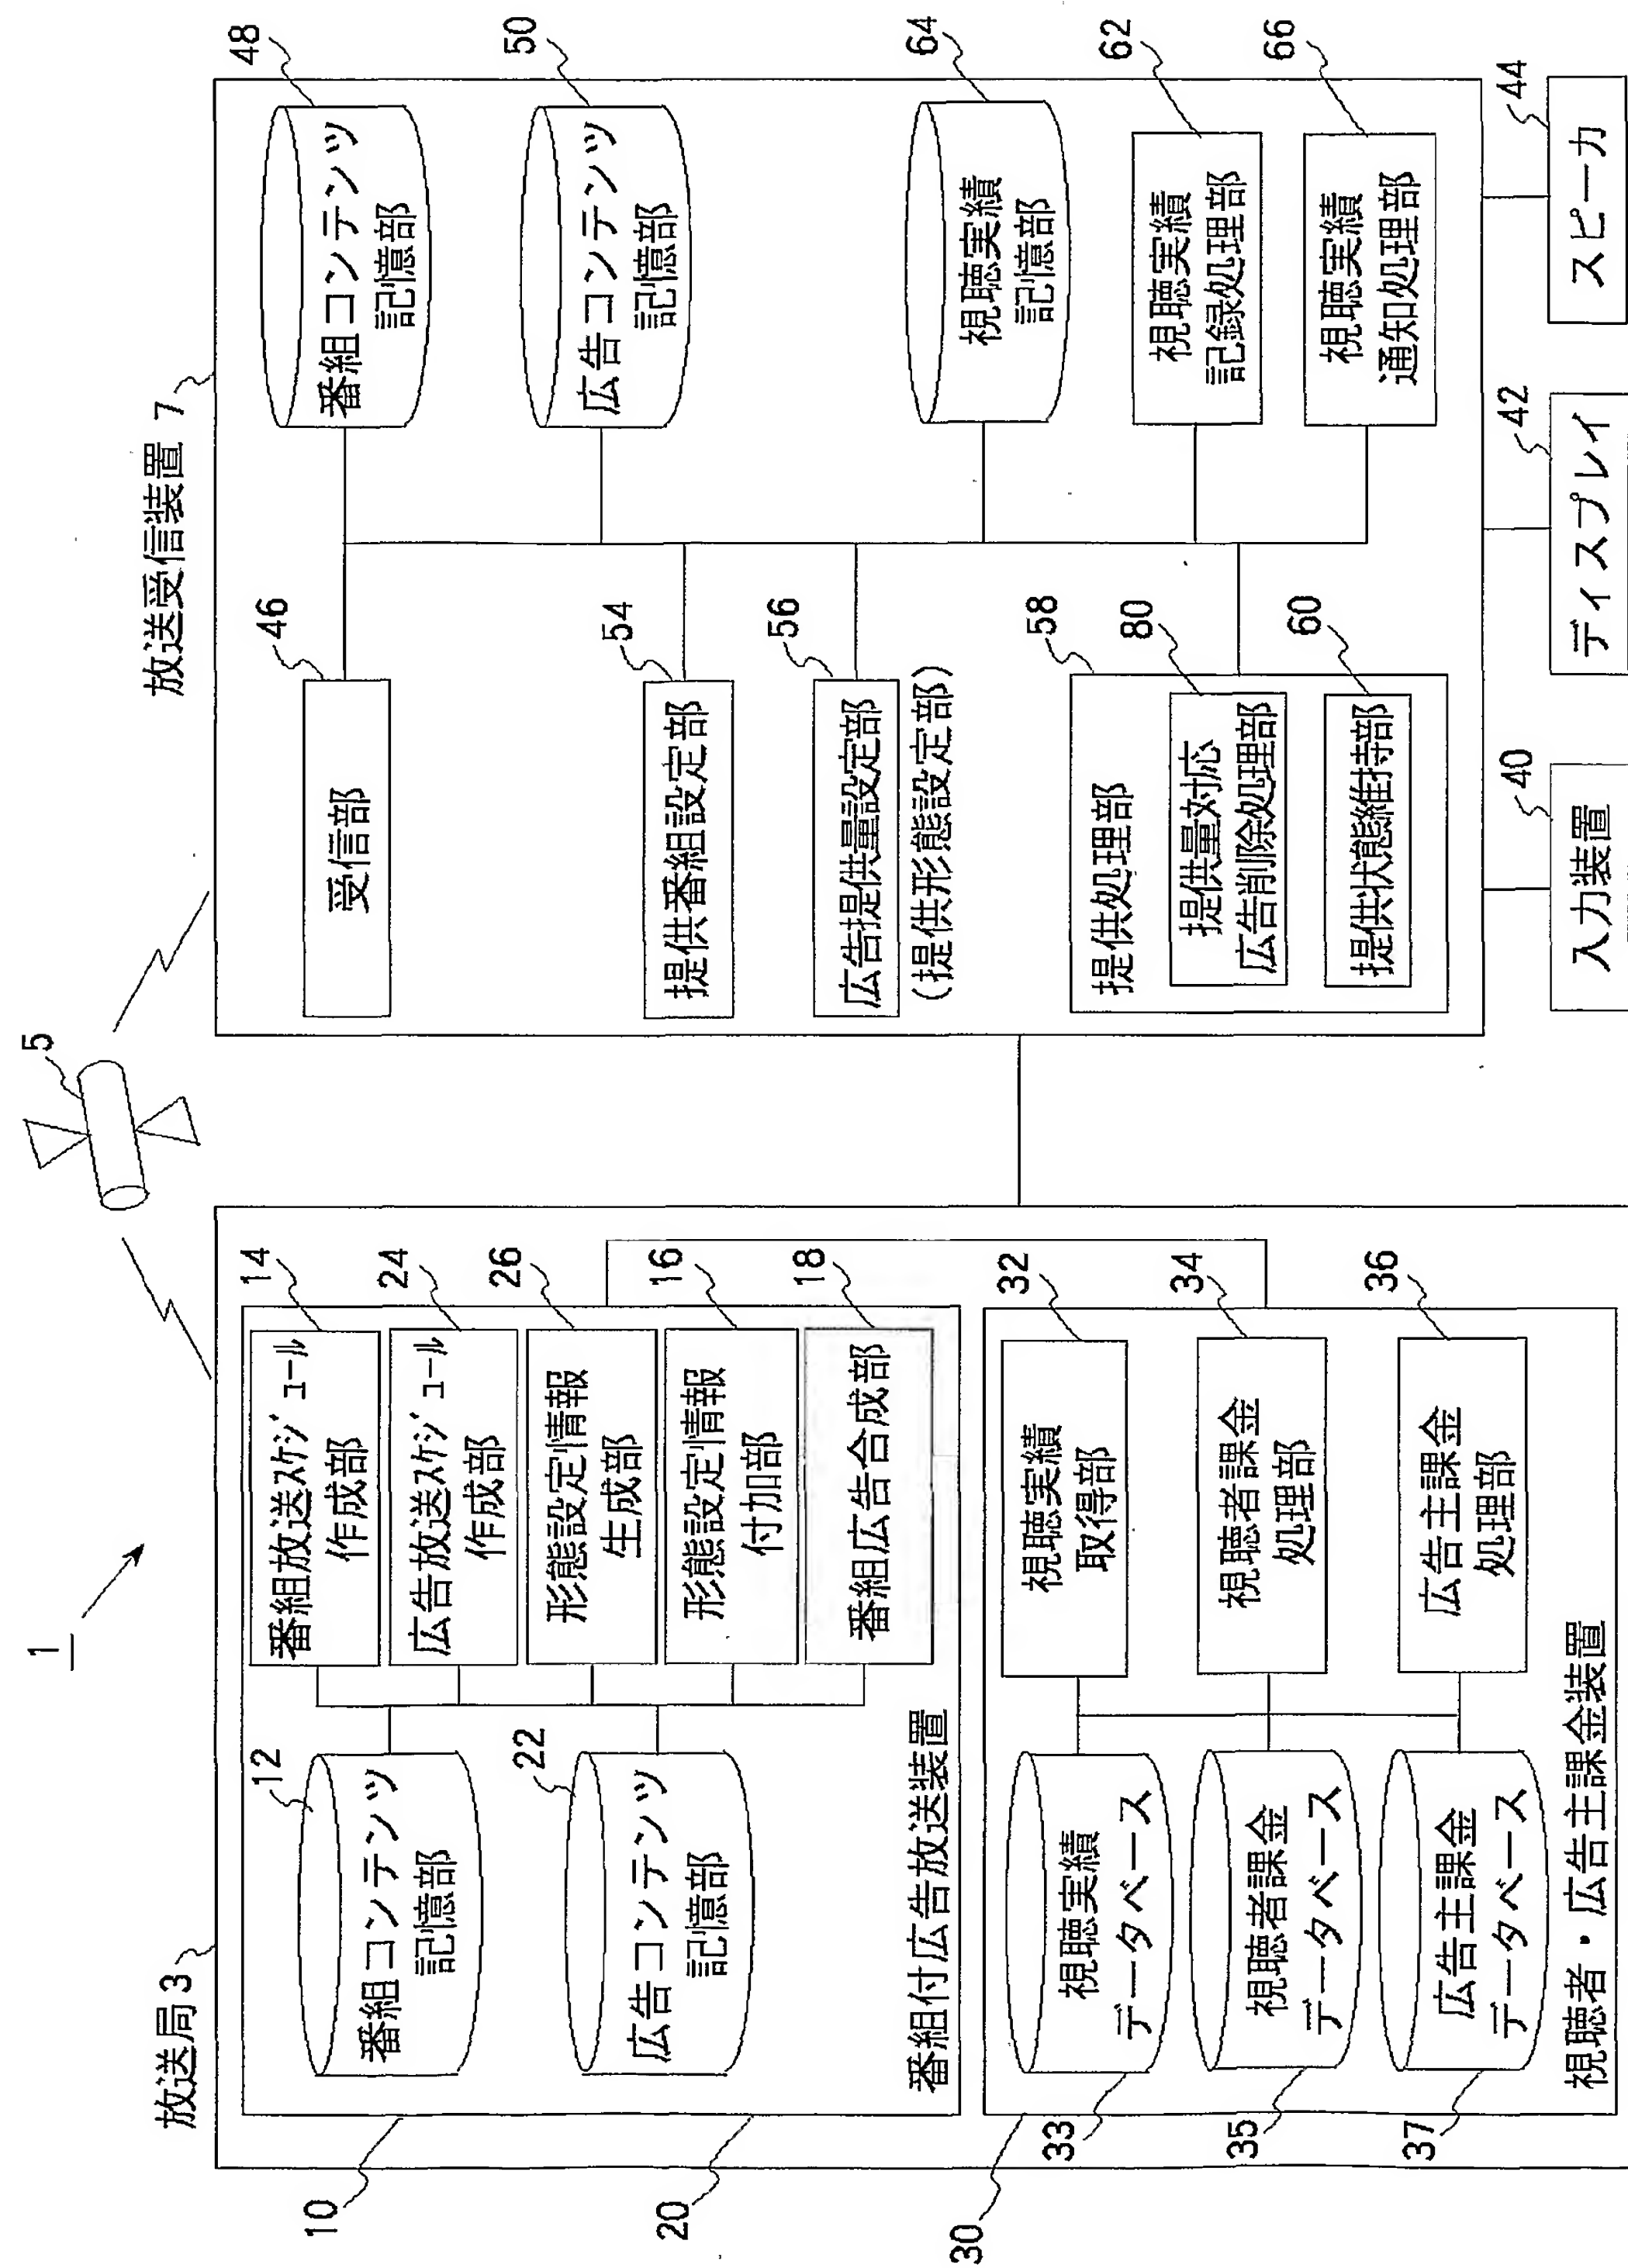 1
5
放送局 3
10
20
番組コンテンツ
記憶部
12
広告コンテンツ
記憶部
22
番組放送スケジュール
作成部
14
広告放送スケジュール
作成部
24
形態設定情報
生成部
26
形態設定情報
付加部
16
番組広告合成部
18
番組付広告放送装置
30
視聴実績
データベース
33
視聴者課金
データベース
35
広告主課金
データベース
37
視聴実績
取得部
32
視聴者課金
処理部
34
広告主課金
処理部
36
視聴者・広告主課金装置
放送受信装置 7
受信部
46
提供番組設定部
54
広告提供量設定部
56
(提供形態設定部)
提供処理部
58
提供量対応
広告削除処理部
80
提供状態維持部
60
番組コンテンツ
記憶部
48
広告コンテンツ
記憶部
50
視聴実績
記憶部
64
視聴実績
記録処理部
62
視聴実績
通知処理部
66
入力装置
40
ディスプレイ
42
スピーカ
44